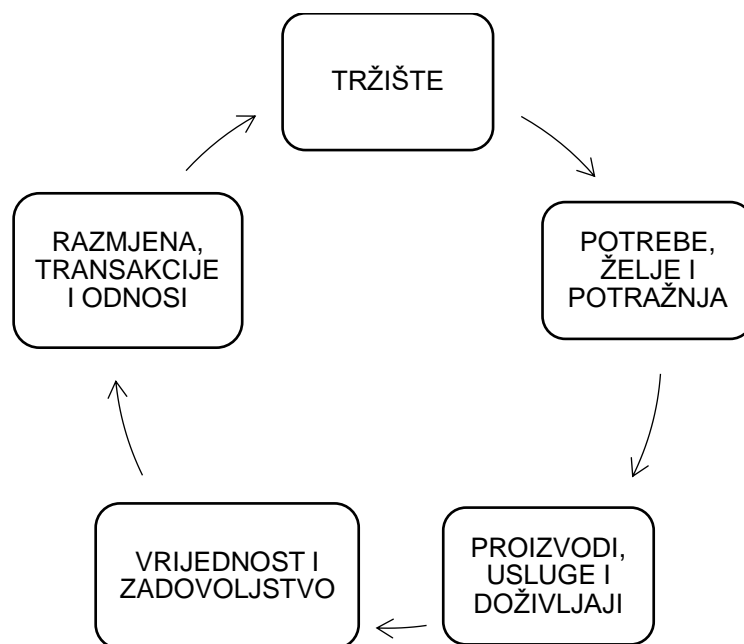 TRŽIŠTE
POTREBE,
ŽELJE I
POTRAŽNJA
PROIZVODI,
USLUGE I
DOŽIVLJAJI
VRIJEDNOST I
ZADOVOLJSTVO
RAZMJENA,
TRANSAKCIJE
I ODNOSI